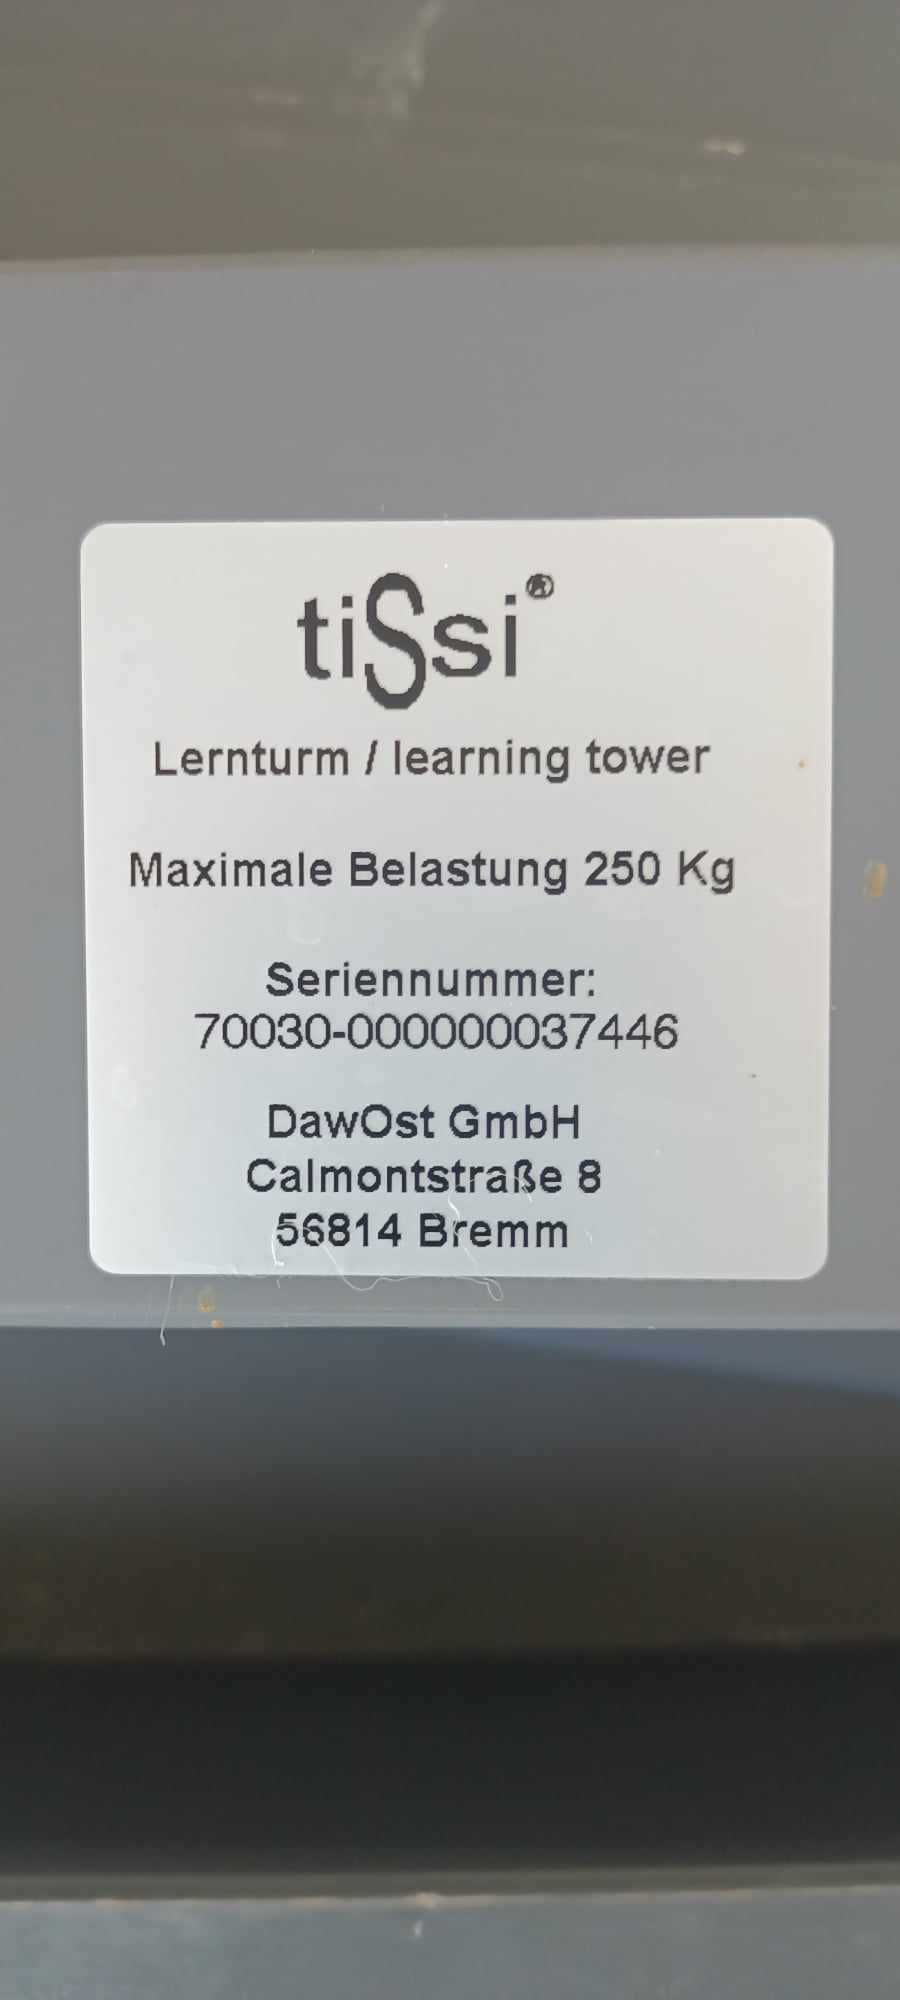 tiSsi®
Lernturm / learning tower
Maximale Belastung 250 Kg
Seriennummer:
70030-000000037446
DawOst GmbH
Calmontstraße 8
56814 Bremm